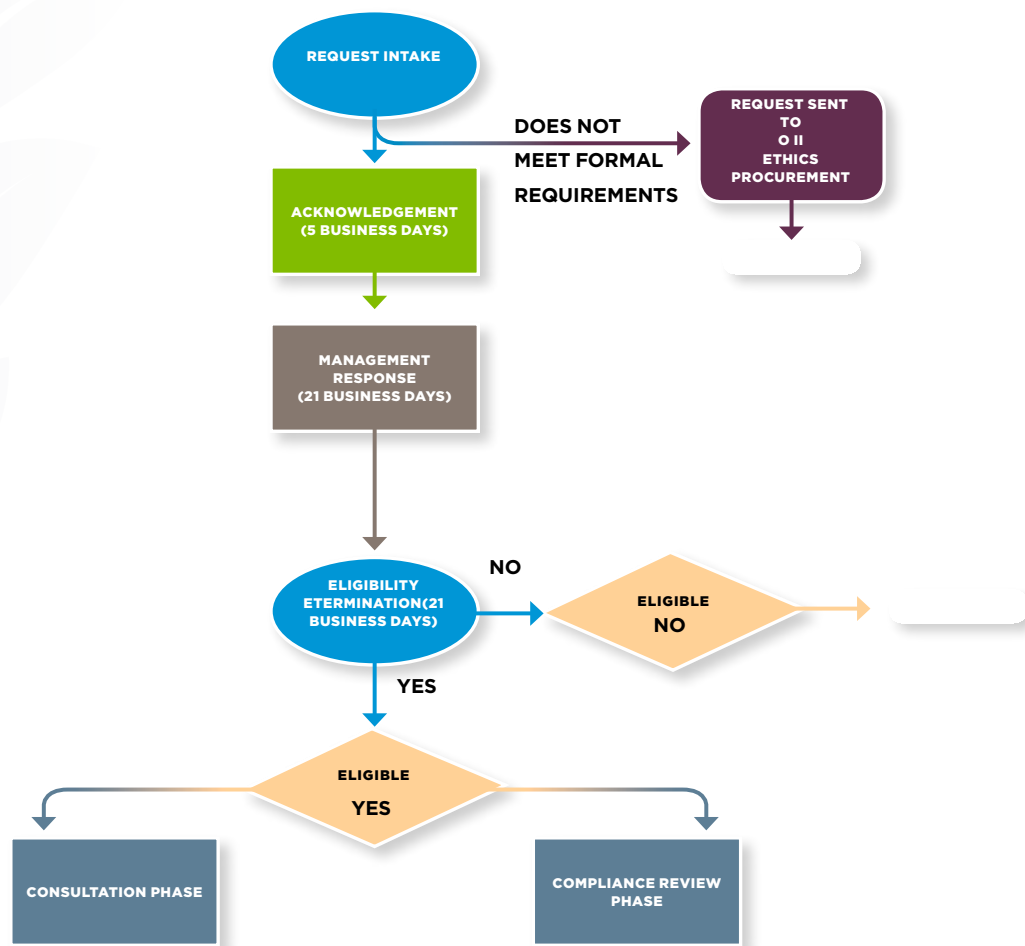 REQUEST INTAKE
DOES NOT
MEET FORMAL
REQUIREMENTS
REQUEST SENT
TO
O II
ETHICS
PROCUREMENT
ACKNOWLEDGEMENT
(5 BUSINESS DAYS)
MANAGEMENT
RESPONSE
(21 BUSINESS DAYS)
ELIGIBILITY
ETERMINATION(21
BUSINESS DAYS)
NO
ELIGIBLE
NO
YES
ELIGIBLE
YES
CONSULTATION PHASE
COMPLIANCE REVIEW
PHASE